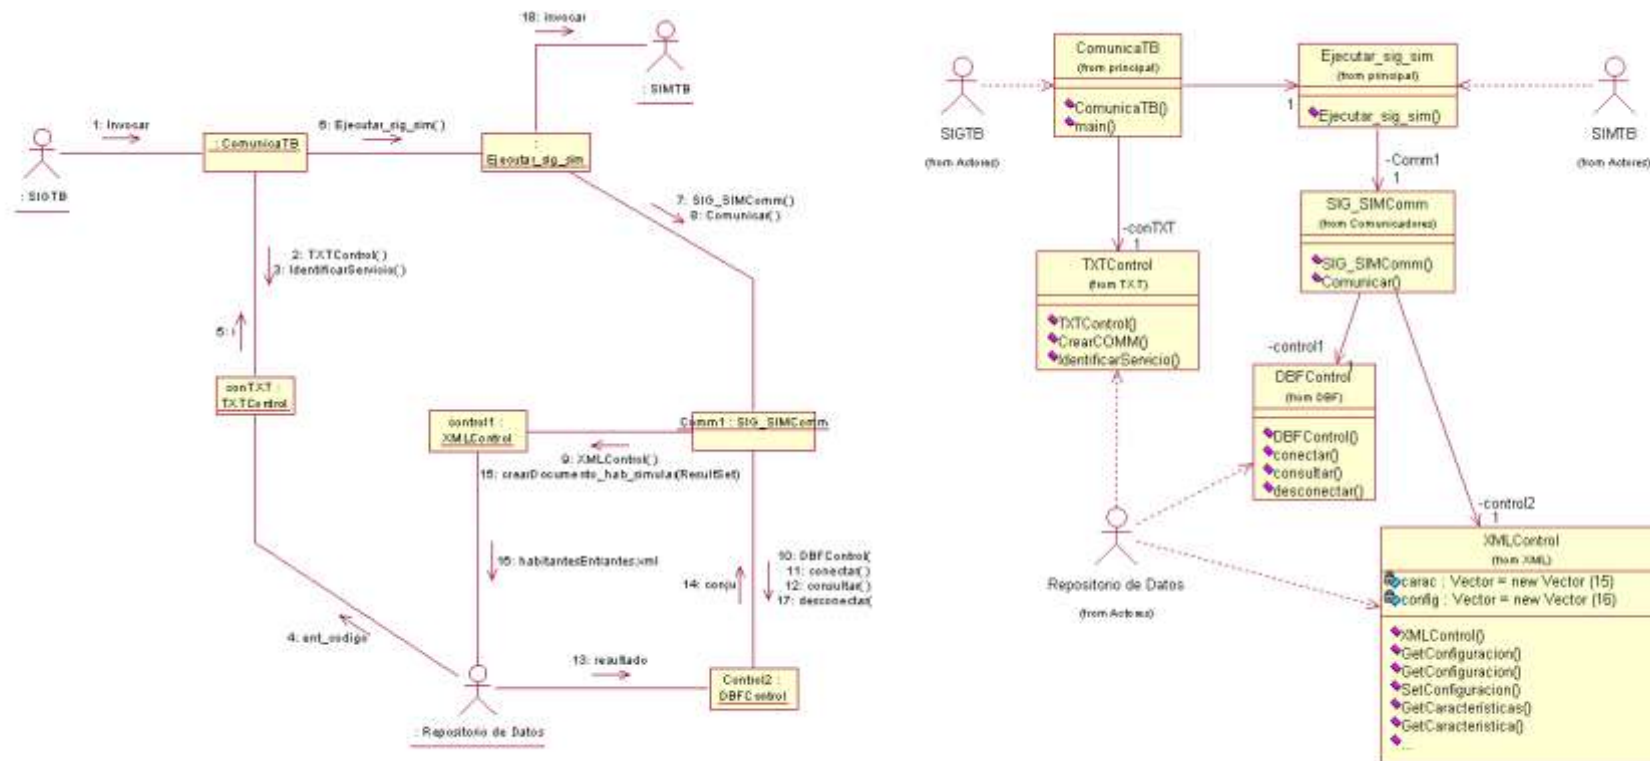 18: invocar
: SIMTB
1: Invocar
: SIGTB
: ComunicaTB
6: Ejecutar_sig_sim( )
:
Ejecutar_sig_sim
7: SIG_SIMComm( )
8: Comunicar( )
2: TXTControl( )
3: IdentificarServicio( )
5: i
conTXT :
TXTControl
control1 :
XMLControl
Comm1 : SIG_SIMComm
9: XMLControl( )
15: crearDocumento_hab_simular(ResultSet)
16: habitantesEntrantes.xml
14: conju
10: DBFControl(
11: conectar( )
12: consultar( )
17: desconectar(
4: ent_codigo
13: resultado
Control2 :
DBFControl
: Repositorio de Datos
SIGTB
(from Actores)
ComunicaTB
(from principal)
ComunicaTB()
main()
1
Ejecutar_sig_sim
(from principal)
Ejecutar_sig_sim()
SIMTB
(from Actores)
-Comm1
1
SIG_SIMComm
(from Comunicadores)
SIG_SIMComm()
Comunicar()
-conTXT
1
TXTControl
(from TXT)
TXTControl()
CrearCOMM()
IdentificarServicio()
-control1
1
DBFControl
(from DBF)
DBFControl()
conectar()
consultar()
desconectar()
Repositorio de Datos
(from Actores)
-control2
1
XMLControl
(from XML)
carac : Vector = new Vector (15)
config : Vector = new Vector (16)
XMLControl()
GetConfiguracion()
GetConfiguracion()
SetConfiguracion()
GetCaracteristicas()
GetCaracteristica()
...